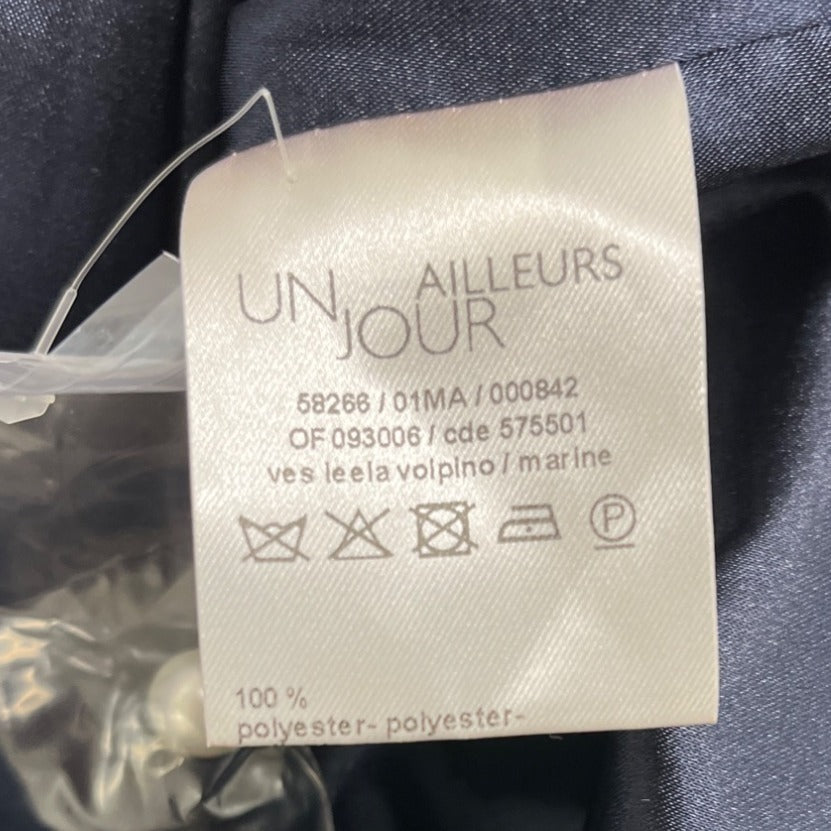 UN JOUR AILLEURS
58266 / 01MA / 000842
OF 093006 / cde 575501
ves leela volpino / marine
P
100 %
polyester- polyester-